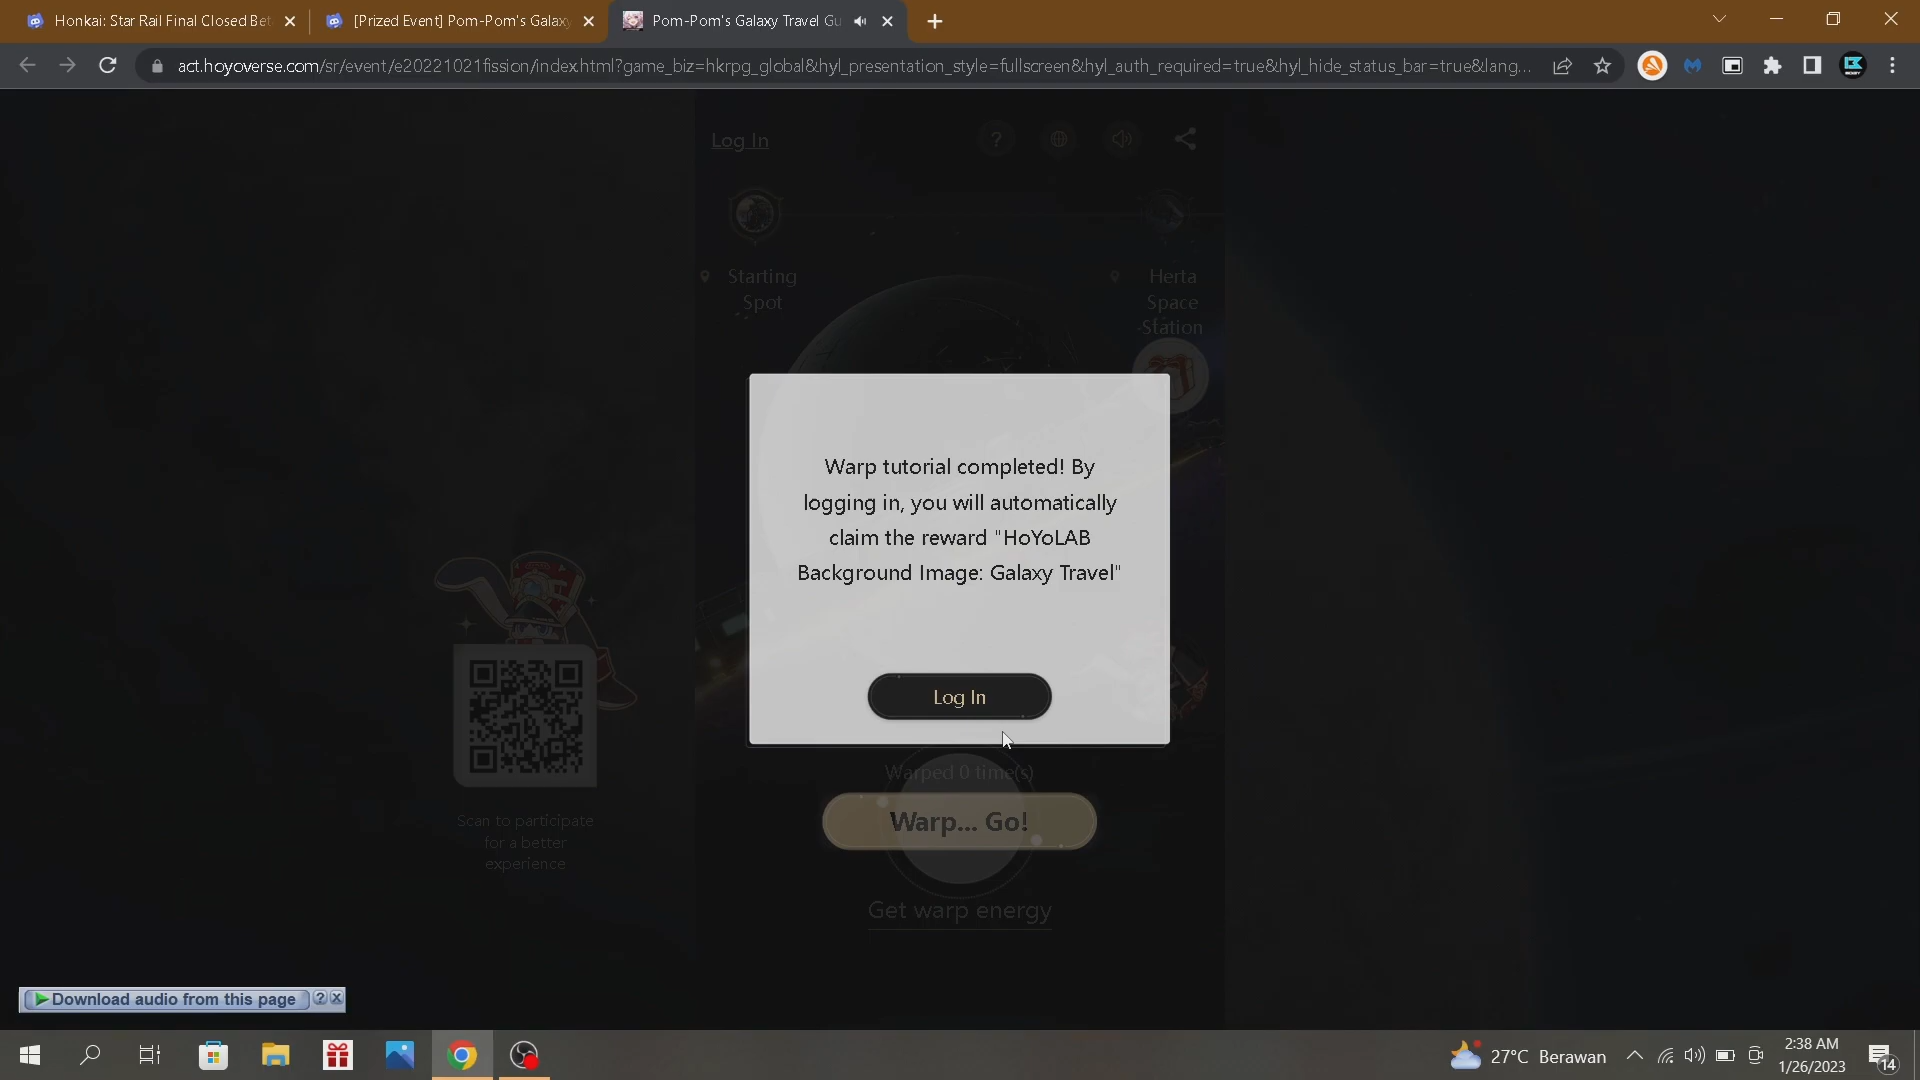 Honkai: Star Rail Final Closed Bet
[Prized Event] Pom-Pom's Galaxy
Pom-Pom's Galaxy Travel Gu
act.hoyoverse.com/sr/event/e20221021fission/index.html?game_biz=hkrpg_global&hyl_presentation_style=fullscreen&hyl_auth_required=true&hyl_hide_status_bar=true&lang...
Log In
?
Starting
Spot
Herta
Space
Station
Warp tutorial completed! By
logging in, you will automatically
claim the reward "HoYoLAB
Background Image: Galaxy Travel"
Log In
Warped 0 time(s)
Warp... Go!
Get warp energy
Scan to participate
for a better
experience
Download audio from this page
?
27°C Berawan
2:38 AM
1/26/2023
14